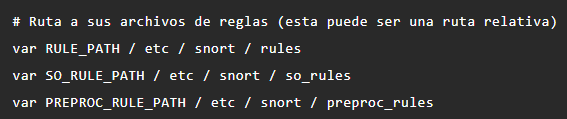 # Ruta a sus archivos de reglas (esta puede ser una ruta relativa)
var RULE_PATH / etc / snort / rules
var SO_RULE_PATH / etc / snort / so_rules
var PREPROC_RULE_PATH / etc / snort / preproc_rules